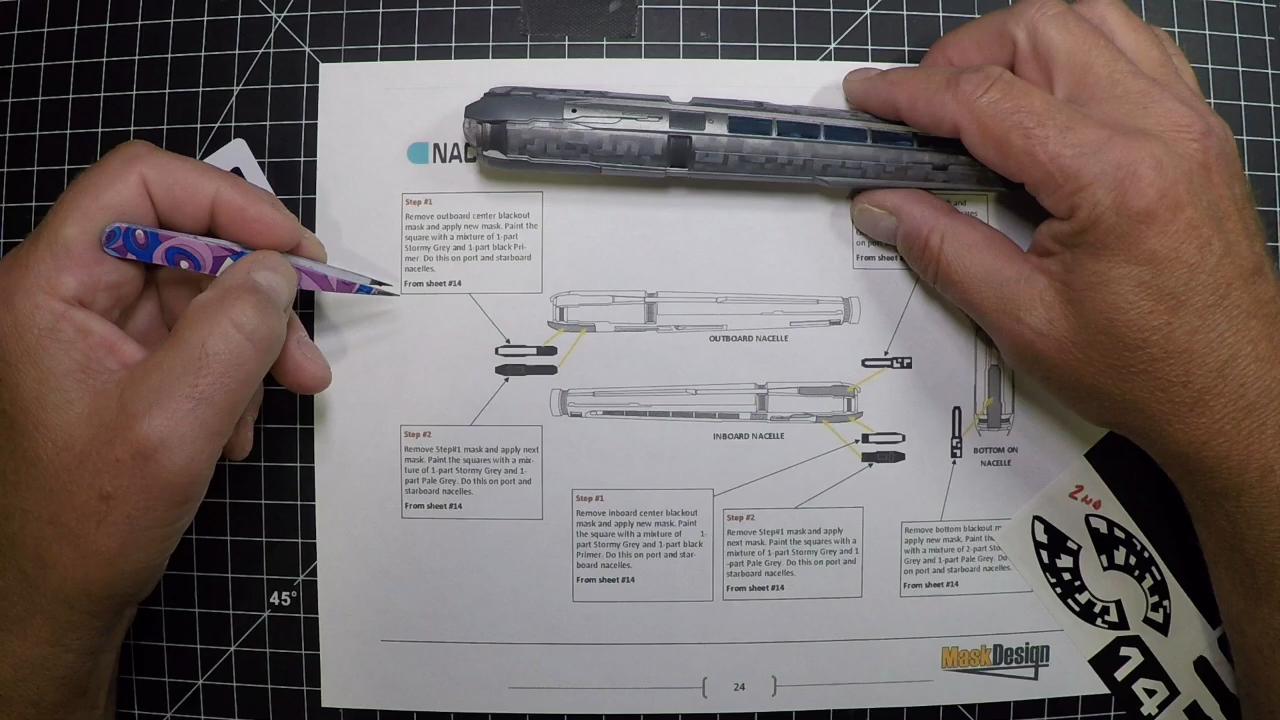 NAC
Step #1
Remove outboard center blackout
mask and apply new mask. Paint the
square with a mixture of 1-part
Stormy Grey and 1-part black Pri-
mer. Do this on port and starboard
nacelles.
From sheet #14
and
on por
From sheet #
OUTBOARD NACELLE
INBOARD NACELLE
BOTTOM ON
NACELLE
Step #2
Remove Step#1 mask and apply next
mask. Paint the squares with a mix-
ture of 1-part Stormy Grey and 1-
part Pale Grey. Do this on port and
starboard nacelles.
From sheet #14
Step #1
Remove inboard center blackout
mask and apply new mask. Paint
the square with a mixture of 1-
part Stormy Grey and 1-part black
Primer. Do this on port and star-
board nacelles.
From sheet #14
Step #2
Remove Step#1 mask and apply
next mask. Paint the squares with a
mixture of 1-part Stormy Grey and 1
-part Pale Grey. Do this on port and
starboard nacelles.
From sheet #14
Remove bottom blackout m
apply new mask. Paint th
with a mixture of 2-part Sto
Grey and 1-part Pale Grey. Do
on port and starboard nacelles.
From sheet #14
2ND
14
45°
MaskDesign
24